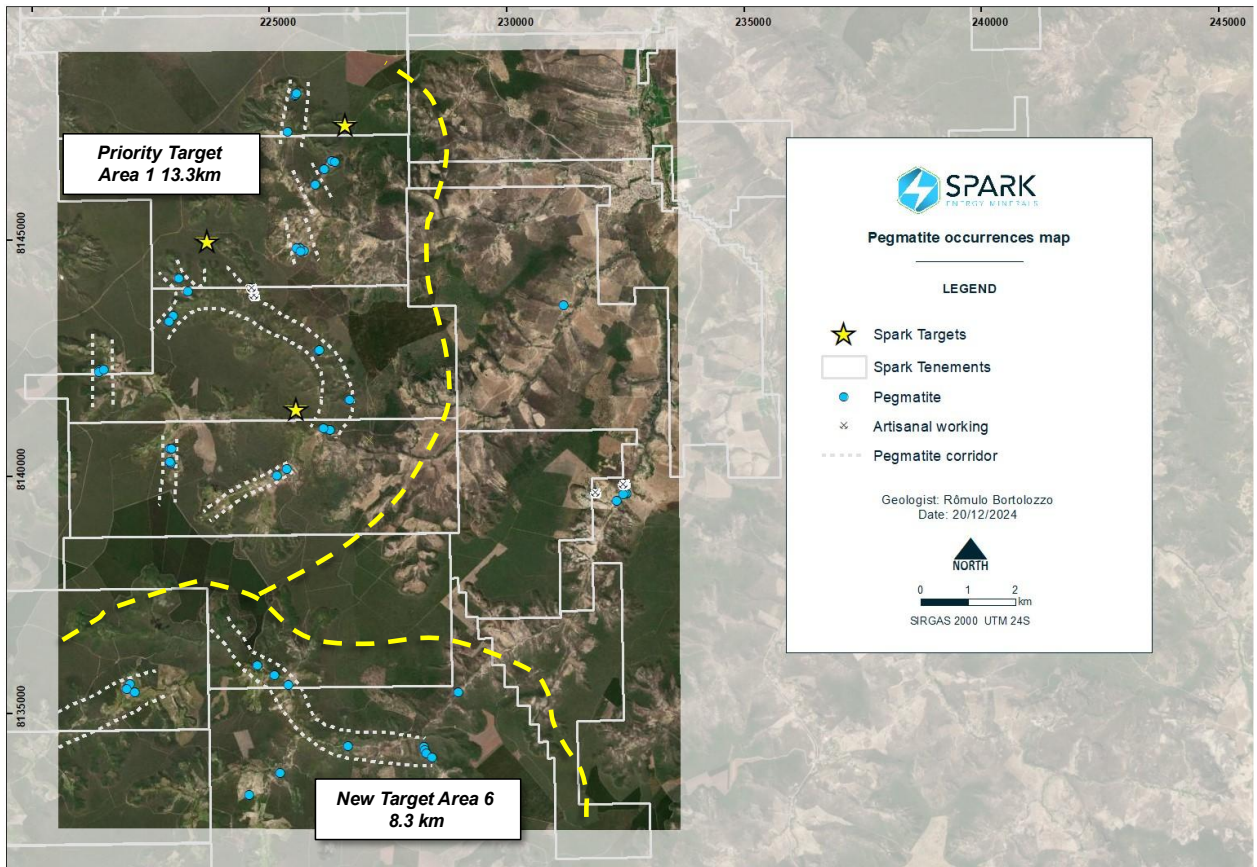 225000
230000
235000
240000
245000
8145000
8140000
8135000
Priority Target
Area 1 13.3km
New Target Area 6
8.3 km
SPARK
ENERGY MINERALS
Pegmatite occurrences map
LEGEND
Spark Targets
Spark Tenements
Pegmatite
Artisanal working
Pegmatite corridor
Geologist: Rômulo Bortolozzo
Date: 20/12/2024
NORTH
0 1 2
km
SIRGAS 2000 UTM 24S